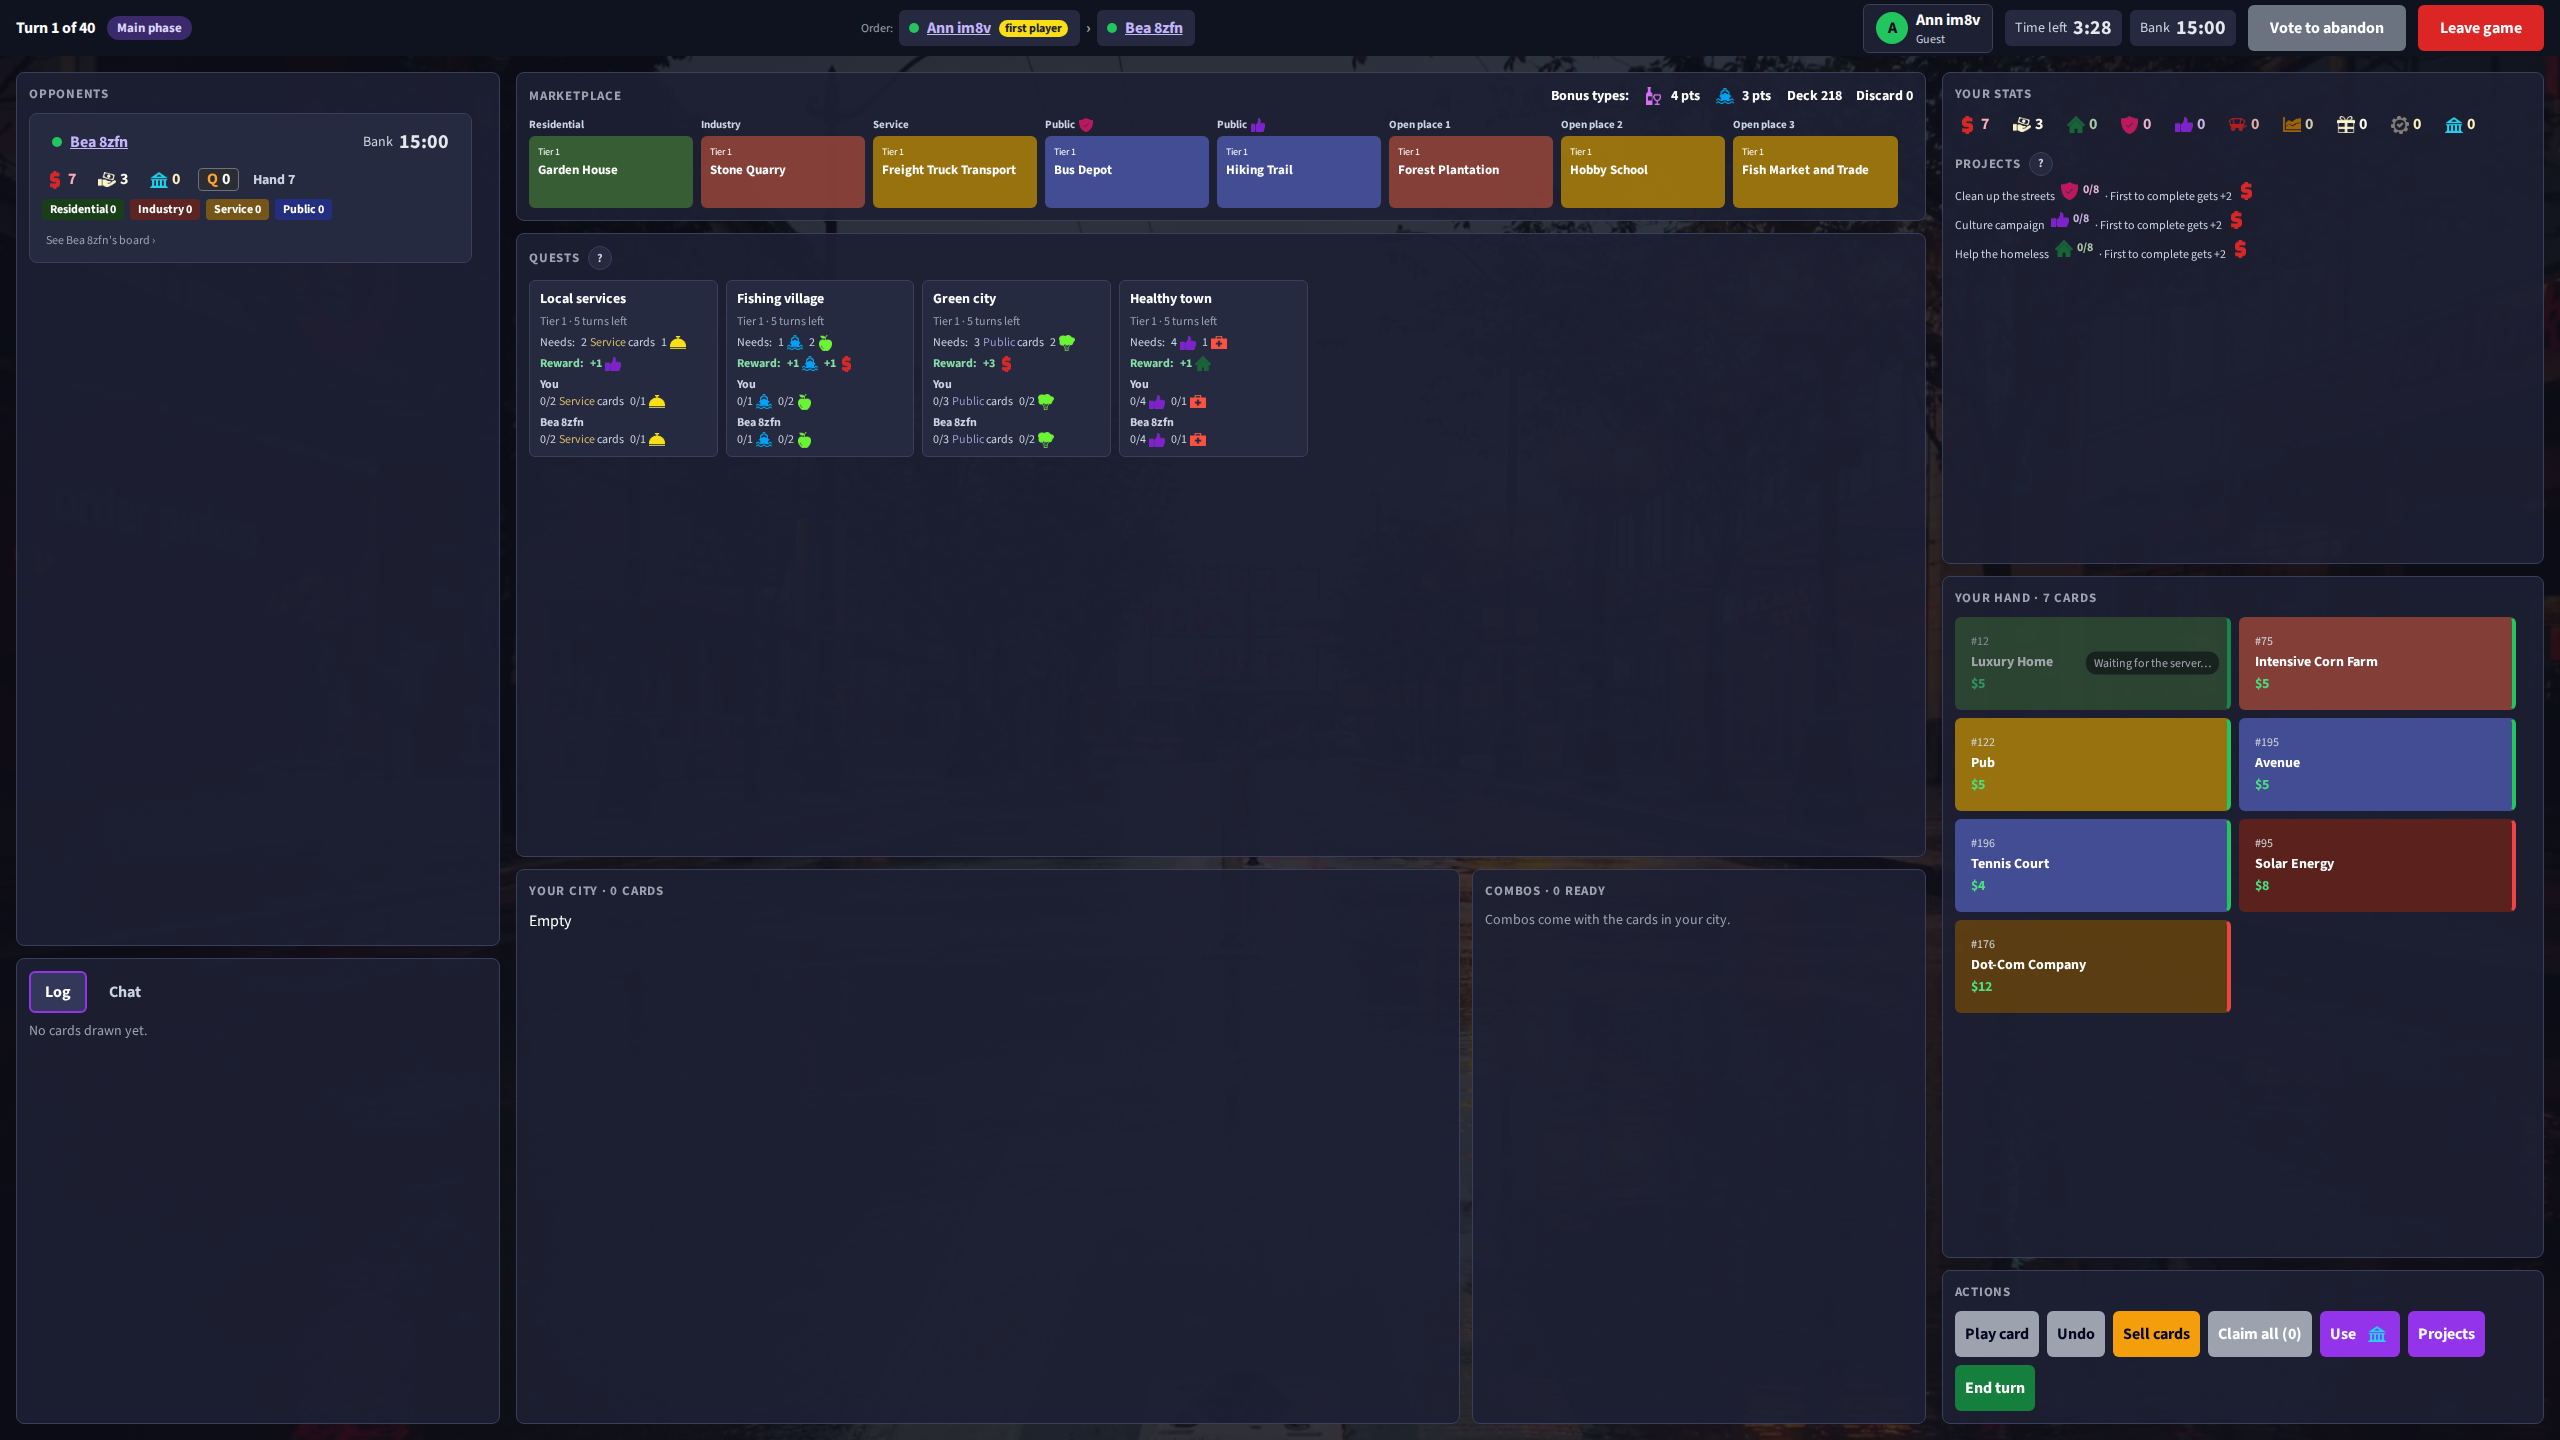 Turn 1 of 40 Main phase
Order: Ann im8v first player › Bea 8zfn
A Ann im8v
Guest
Time left 3:28 Bank 15:00 Vote to abandon Leave game
OPPONENTS
Bea 8zfn Bank 15:00
7 3 0 Q 0 Hand 7
Residential 0 Industry 0 Service 0 Public 0
See Bea 8zfn's board ›
Log Chat
No cards drawn yet.
MARKETPLACE
Bonus types: 4 pts 3 pts Deck 218 Discard 0
Residential Industry Service Public Public Open place 1 Open place 2 Open place 3
Tier 1 Tier 1 Tier 1 Tier 1 Tier 1 Tier 1 Tier 1 Tier 1
Garden House Stone Quarry Freight Truck Transport Bus Depot Hiking Trail Forest Plantation Hobby School Fish Market and Trade
QUESTS ?
Local services
Tier 1 · 5 turns left
Needs: 2 Service cards 1
Reward: +1
You
0/2 Service cards 0/1
Bea 8zfn
0/2 Service cards 0/1
Fishing village
Tier 1 · 5 turns left
Needs: 1 2
Reward: +1 +1
You
0/1 0/2
Bea 8zfn
0/1 0/2
Green city
Tier 1 · 5 turns left
Needs: 3 Public cards 2
Reward: +3
You
0/3 Public cards 0/2
Bea 8zfn
0/3 Public cards 0/2
Healthy town
Tier 1 · 5 turns left
Needs: 4 1
Reward: +1
You
0/4 0/1
Bea 8zfn
0/4 0/1
YOUR CITY · 0 CARDS
Empty
COMBOS · 0 READY
Combos come with the cards in your city.
YOUR STATS
7 3 0 0 0 0 0 0 0 0
PROJECTS ?
Clean up the streets 0/8 · First to complete gets +2
Culture campaign 0/8 · First to complete gets +2
Help the homeless 0/8 · First to complete gets +2
YOUR HAND · 7 CARDS
#12
Luxury Home Waiting for the server...
$5
#75
Intensive Corn Farm
$5
#122
Pub
$5
#195
Avenue
$5
#196
Tennis Court
$4
#95
Solar Energy
$8
#176
Dot-Com Company
$12
ACTIONS
Play card Undo Sell cards Claim all (0) Use Projects
End turn